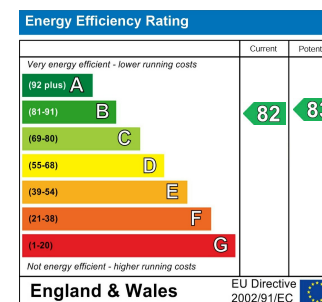 Energy Efficiency Rating
Current
Very energy efficient - lower running costs
(92 plus) A
(81-91) B
82
(69-80) C
(55-68) D
(39-54) E
(21-38) F
(1-20) G
Not energy efficient - higher running costs
England & Wales
EU Directive
2002/91/EC